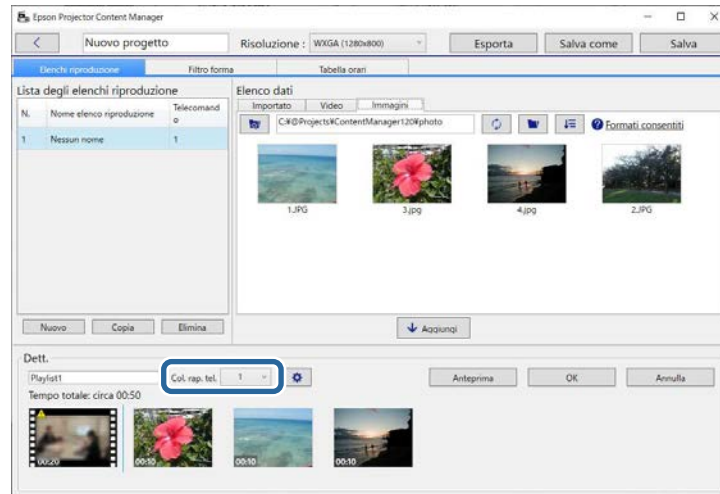 Epson Projector Content Manager
Nuovo progetto
Risoluzione : WXGA (1280x800)
Esporta
Salva come
Salva
Elenchi riproduzione
Filtro forma
Tabella orari
Lista degli elenchi riproduzione
N. Nome elenco riproduzione Telecomand
o
1 Nessun nome 1
Nuovo
Copia
Elimina
Elenco dati
Importato
Video
Immagini
C:¥@Projects¥ContentManager120¥photo
Formati consentiti
1.JPG
3.jpg
4.jpg
2.JPG
Aggiungi
Dett.
Playlist1
Col. rap. tel. 1
Anteprima
OK
Annulla
Tempo totale: circa 00:50
00:20
00:10
00:10
00:10